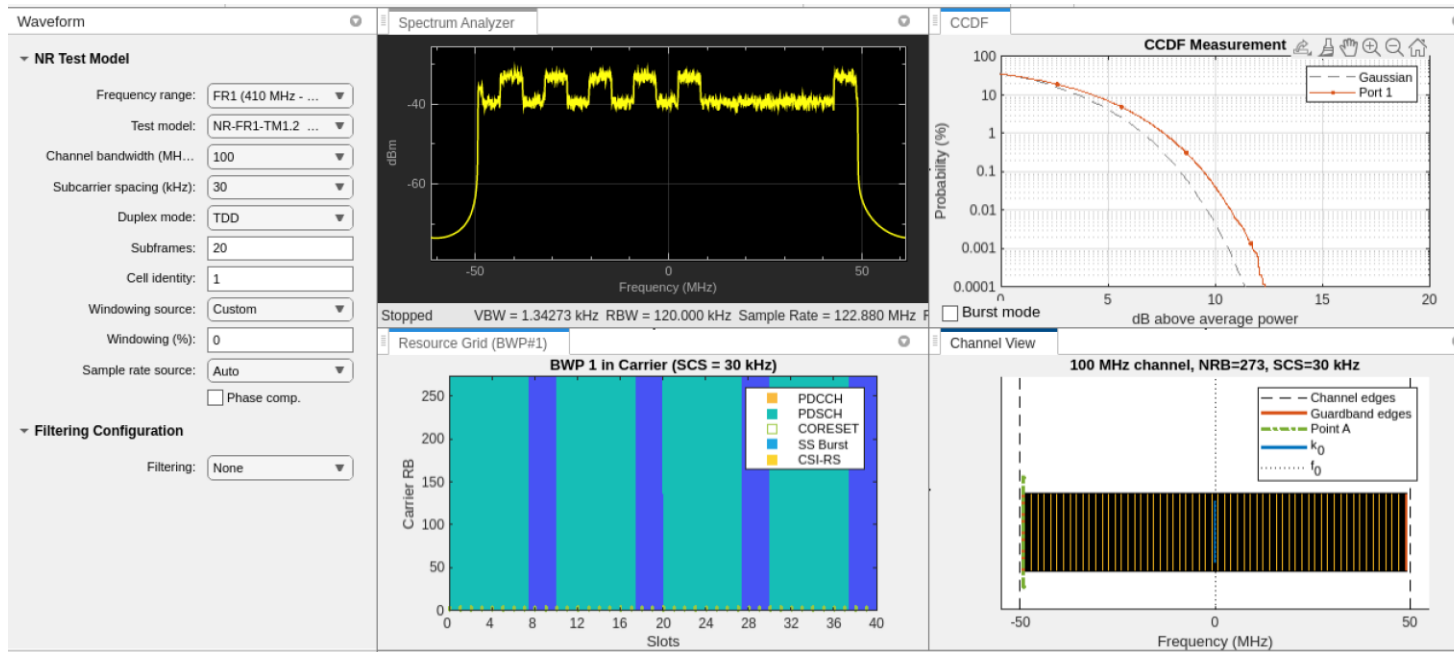 Waveform
NR Test Model
Frequency range: FR1 (410 MHz - ...
Test model: NR-FR1-TM1.2 ...
Channel bandwidth (MH... 100
Subcarrier spacing (kHz): 30
Duplex mode: TDD
Subframes: 20
Cell identity: 1
Windowing source: Custom
Windowing (%): 0
Sample rate source: Auto
Phase comp.
Filtering Configuration
Filtering: None
Spectrum Analyzer
-40
-60
dBm
-50 0 50
Frequency (MHz)
Stopped VBW = 1.34273 kHz RBW = 120.000 kHz Sample Rate = 122.880 MHz
CCDF
CCDF Measurement
Gaussian
Port 1
100
10
1
0.1
0.01
0.001
0.0001
Probability (%)
0 5 10 15 20
dB above average power
Burst mode
Resource Grid (BWP#1)
BWP 1 in Carrier (SCS = 30 kHz)
PDCCH
PDSCH
CORESET
SS Burst
CSI-RS
250
200
150
100
50
0
Carrier RB
0 4 8 12 16 20 24 28 32 36 40
Slots
Channel View
100 MHz channel, NRB=273, SCS=30 kHz
Channel edges
Guardband edges
Point A
k0
f0
-50 0 50
Frequency (MHz)